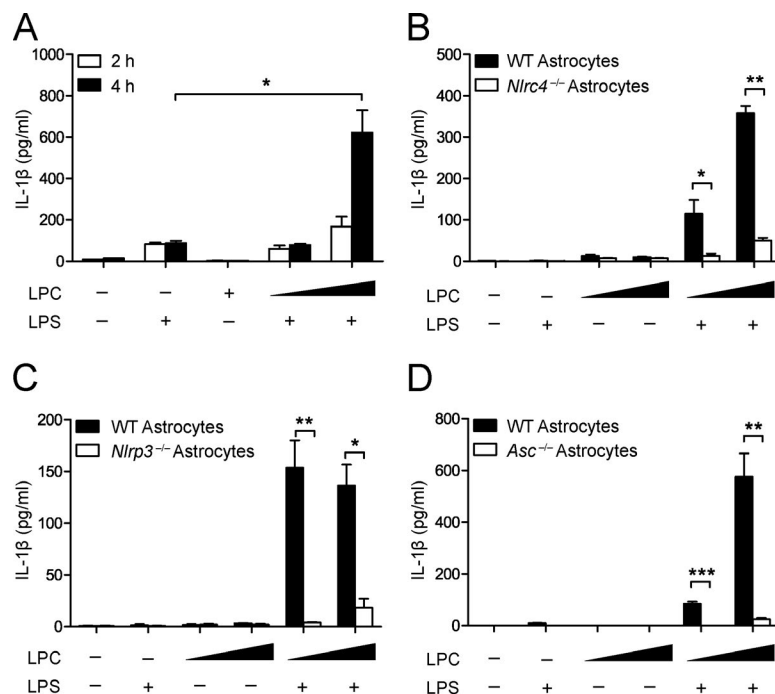 A
2 h
4 h
*
IL-1β (pg/ml)
1000
800
600
400
200
0
LPC – – +
LPS – + – + +
B
WT Astrocytes
Nlrc4–/– Astrocytes
**
*
IL-1β (pg/ml)
500
400
300
200
100
0
LPC – –
LPS – + – – + +
C
WT Astrocytes
Nlrp3–/– Astrocytes
**
*
IL-1β (pg/ml)
200
150
100
50
0
LPC – –
LPS – + – – + +
D
WT Astrocytes
Asc–/– Astrocytes
**
***
IL-1β (pg/ml)
800
600
400
200
0
LPC – –
LPS – + – – + +